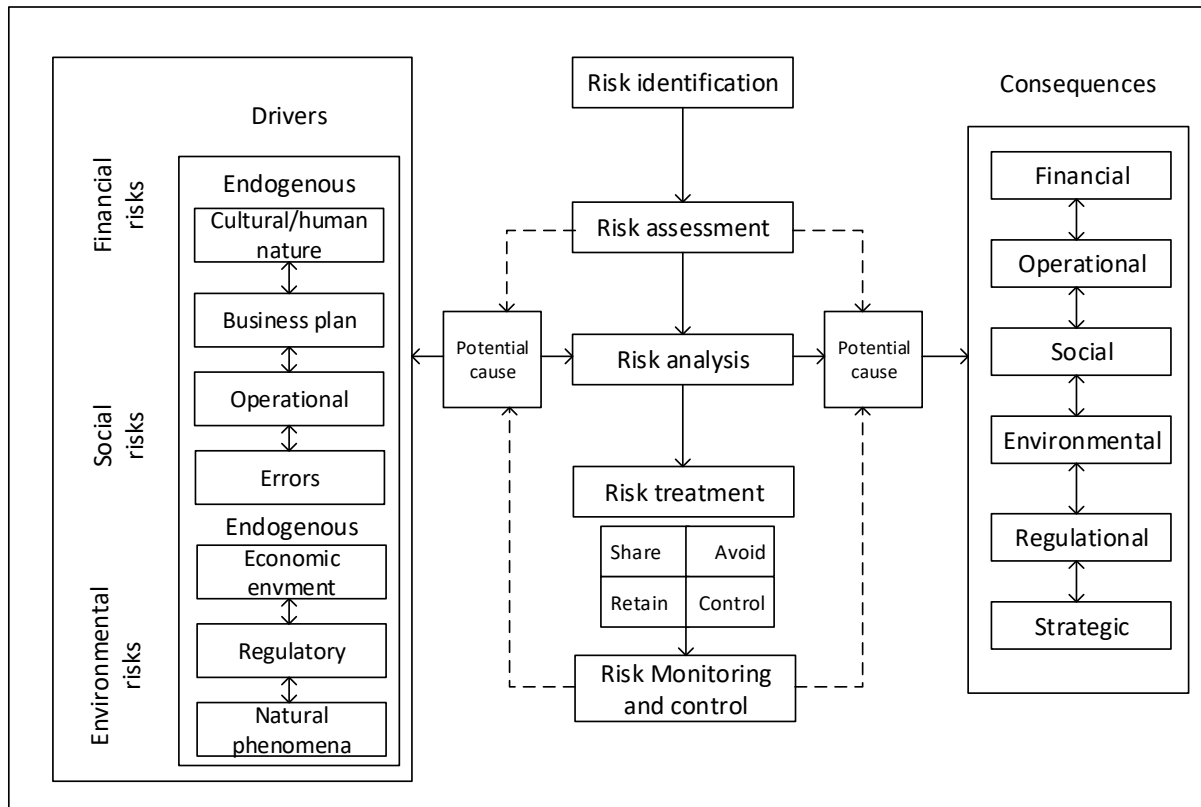 Financial
risks
Social
risks
Environmental
risks
Drivers
Endogenous
Cultural/human
nature
Business plan
Operational
Errors
Endogenous
Economic
envment
Regulatory
Natural
phenomena
Potential
cause
Risk identification
Risk assessment
Risk analysis
Risk treatment
Share
Avoid
Retain
Control
Risk Monitoring
and control
Potential
cause
Consequences
Financial
Operational
Social
Environmental
Regulational
Strategic